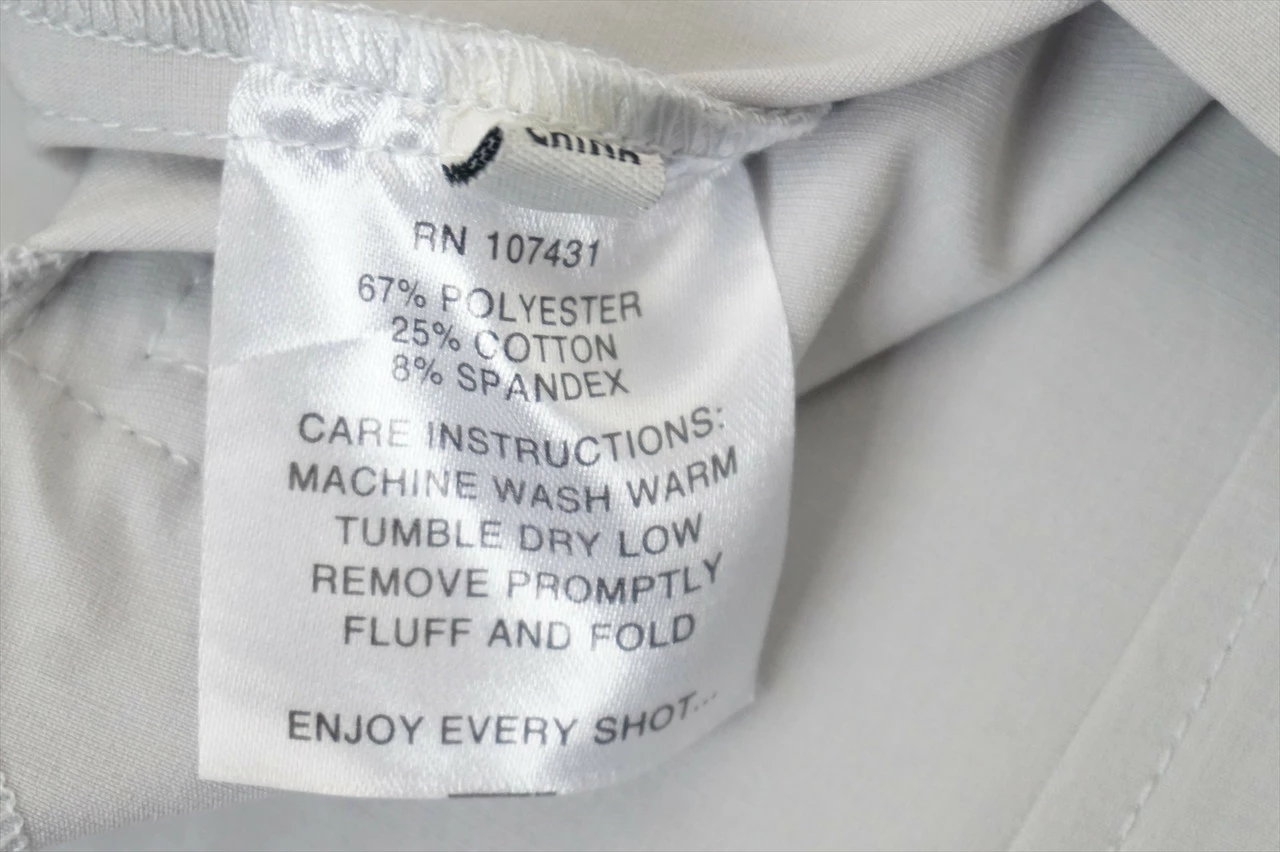 CHINA
RN 107431
67% POLYESTER
25% COTTON
8% SPANDEX
CARE INSTRUCTIONS:
MACHINE WASH WARM
TUMBLE DRY LOW
REMOVE PROMPTLY
FLUFF AND FOLD
ENJOY EVERY SHOT...